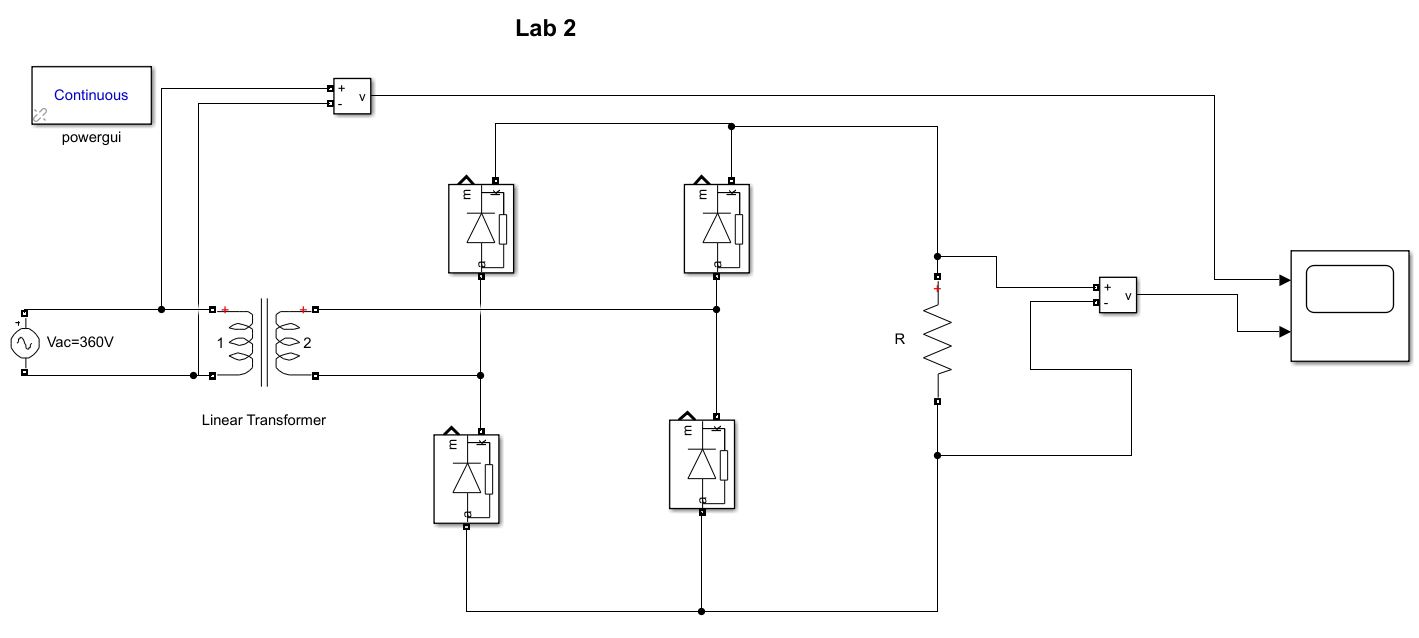 Lab 2
Continuous
powergui
+
-
v
m
k
a
m
k
a
+
Vac=360V
+
1
+
2
Linear Transformer
m
k
a
m
k
a
+
R
+
-
v